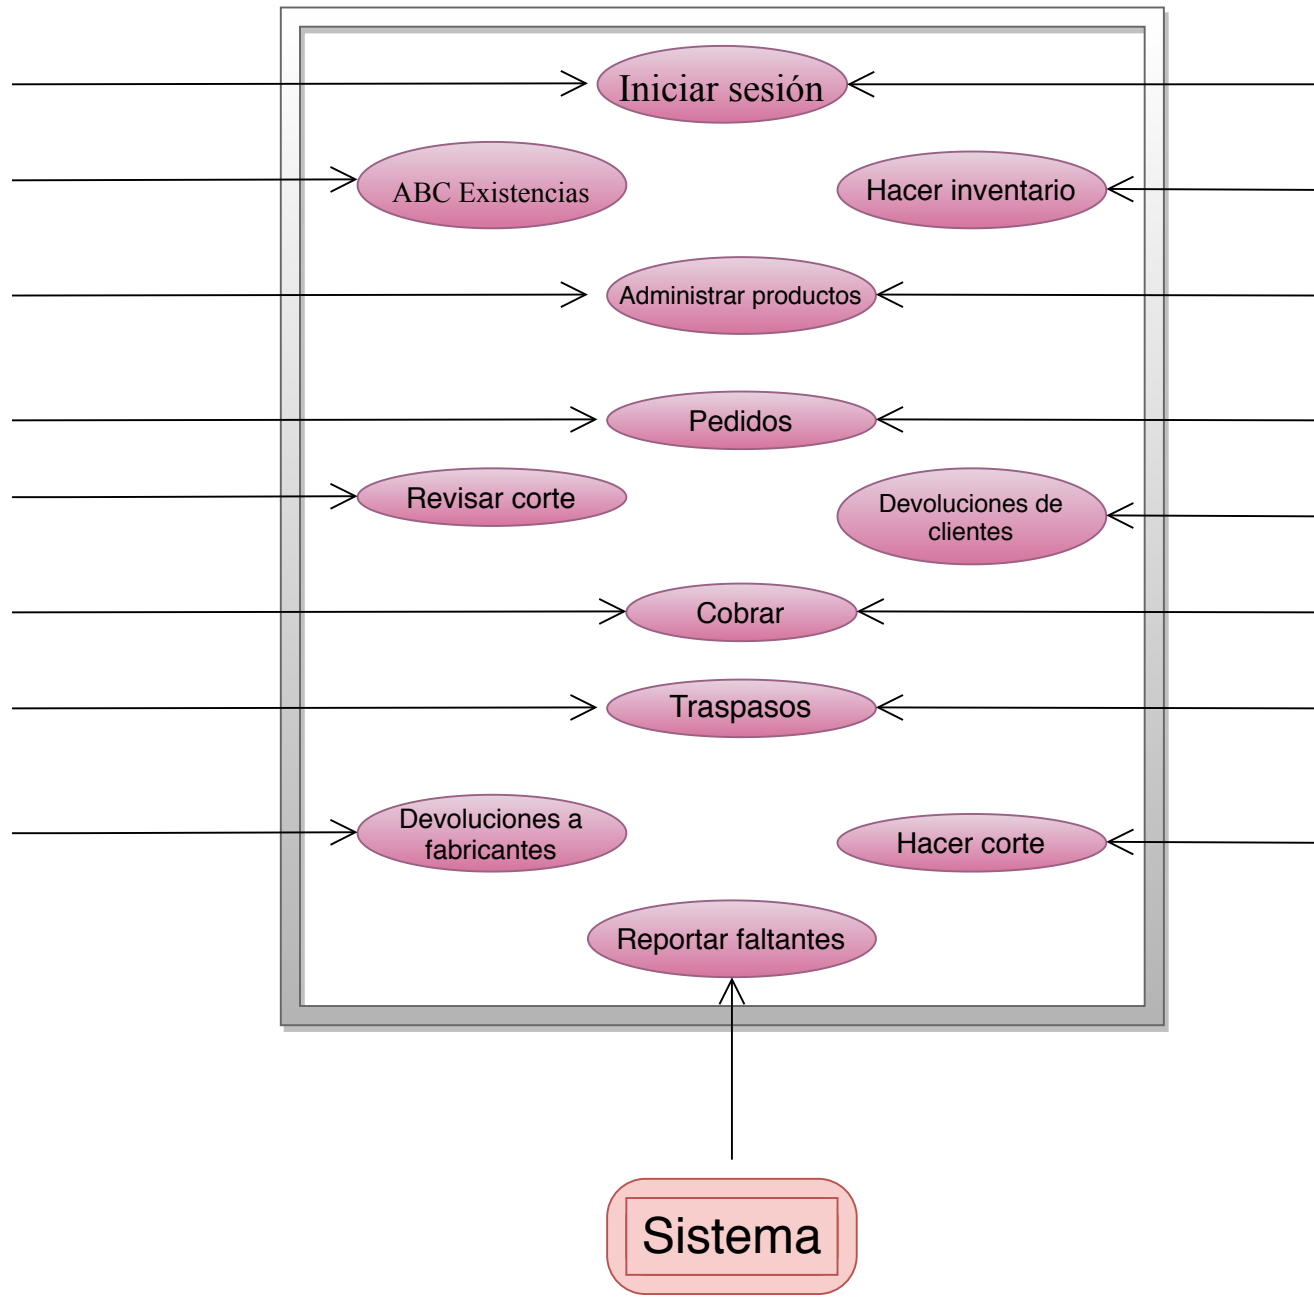 Iniciar sesión
ABC Existencias
Hacer inventario
Administrar productos
Pedidos
Revisar corte
Devoluciones de
clientes
Cobrar
Traspasos
Devoluciones a
fabricantes
Hacer corte
Reportar faltantes
Sistema